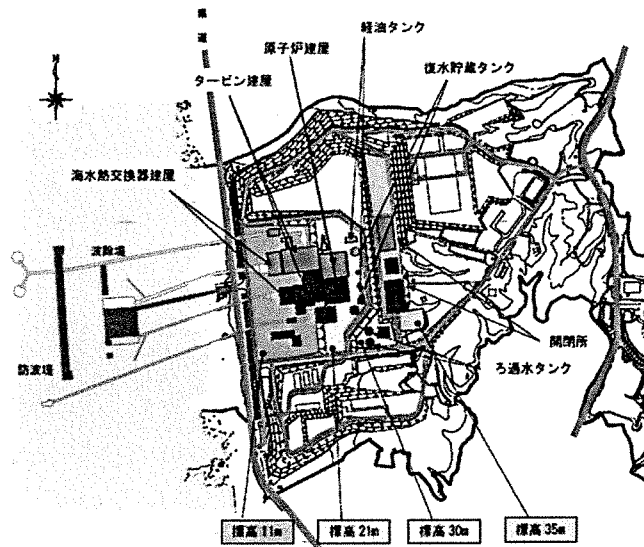 県道
経油タンク
原子炉建屋
復水貯蔵タンク
タービン建屋
海水熱交換器建屋
波除堤
防波堤
開閉所
ろ過水タンク
標高11m
標高21m
標高30m
標高35m